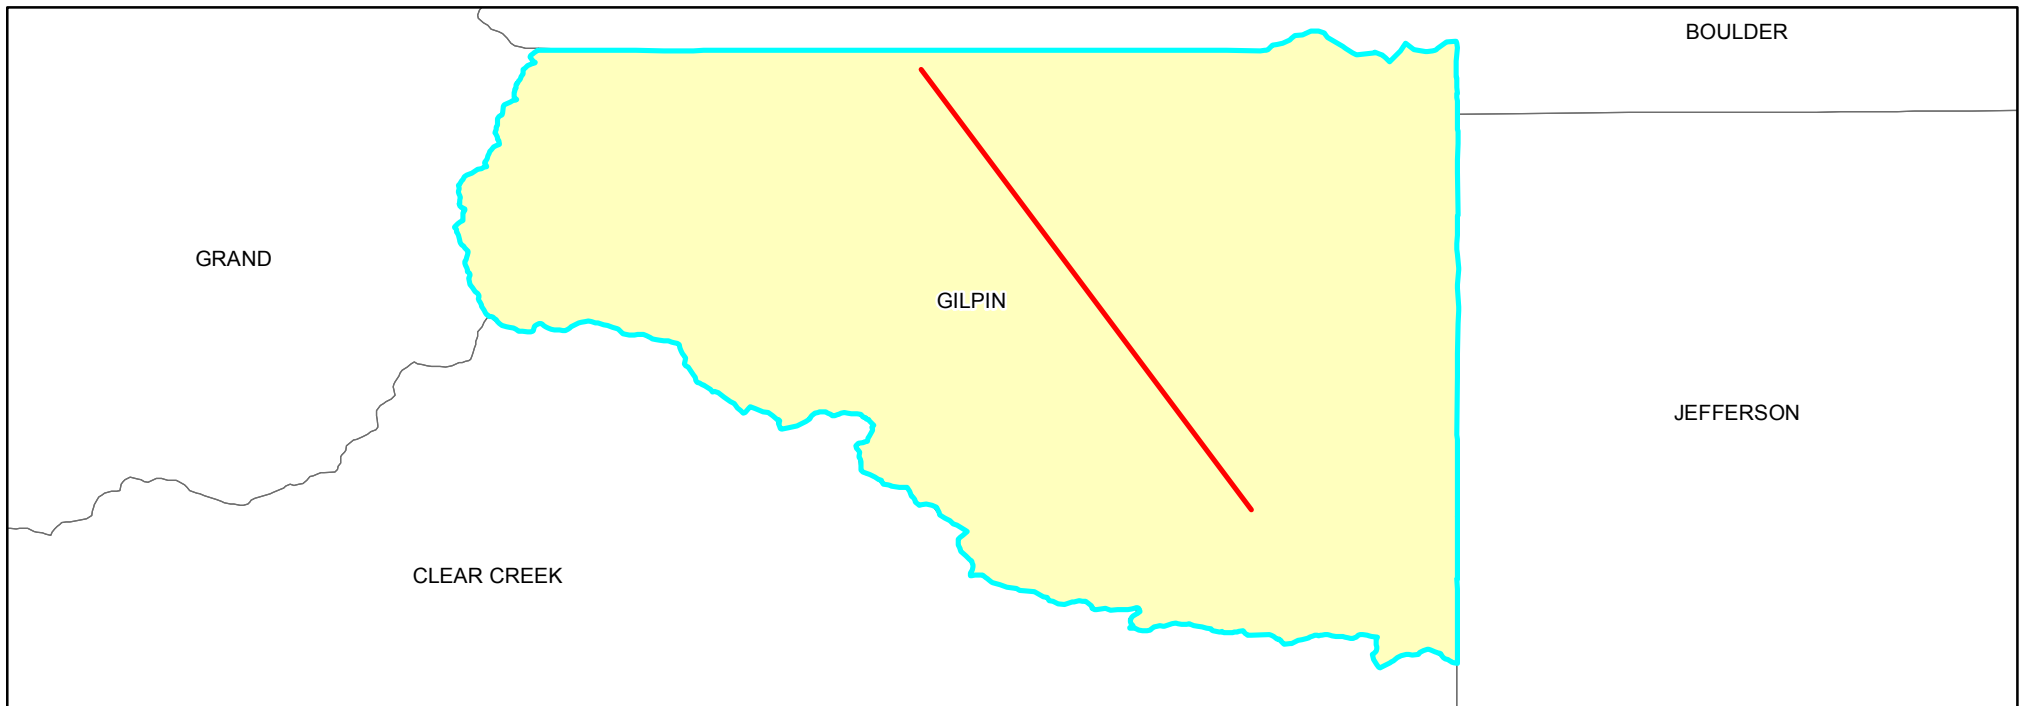 BOULDER
GRAND
GILPIN
JEFFERSON
CLEAR CREEK